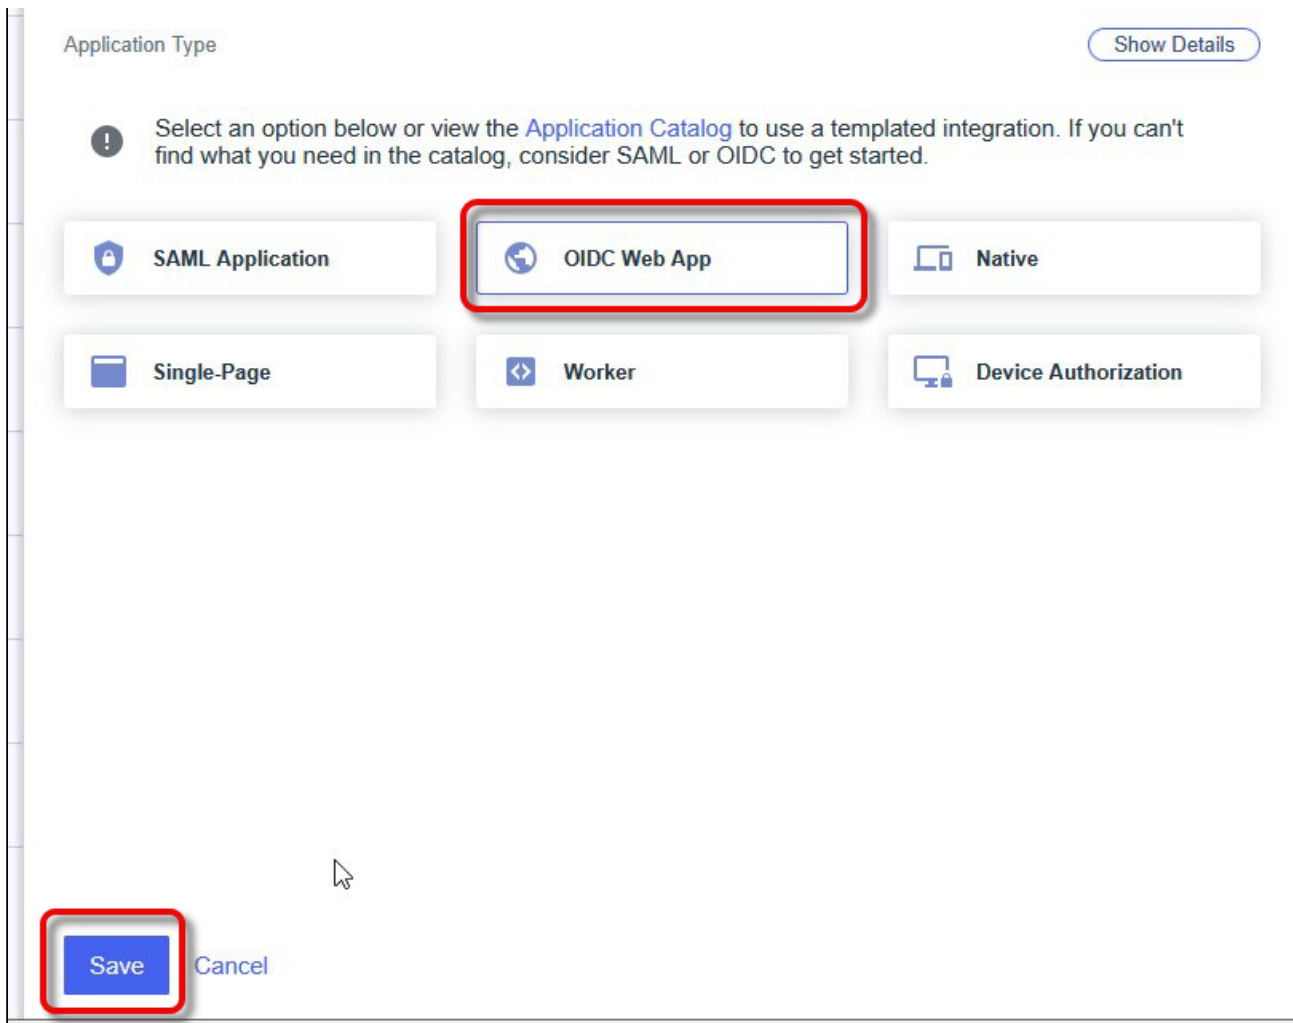 Application Type
Show Details
Select an option below or view the Application Catalog to use a templated integration. If you can't
find what you need in the catalog, consider SAML or OIDC to get started.
SAML Application
OIDC Web App
Native
Single-Page
Worker
Device Authorization
Save
Cancel